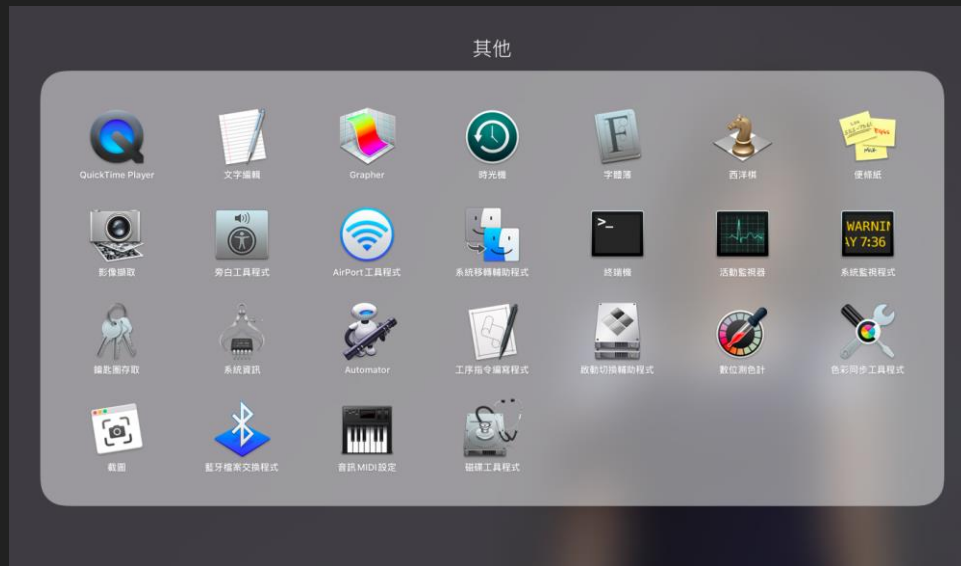 其他
QuickTime Player
文字編輯
Grapher
時光機
字體簿
西洋棋
便條紙
影像擷取
旁白工具程式
AirPort 工具程式
系統移轉輔助程式
終端機
活動監視器
WARNIN
AY 7:36
系統監視程式
鑰匙圈存取
系統資訊
Automator
工序指令編寫程式
啟動切換輔助程式
數位測色計
色彩同步工具程式
截圖
藍牙檔案交換程式
音訊 MIDI 設定
磁碟工具程式